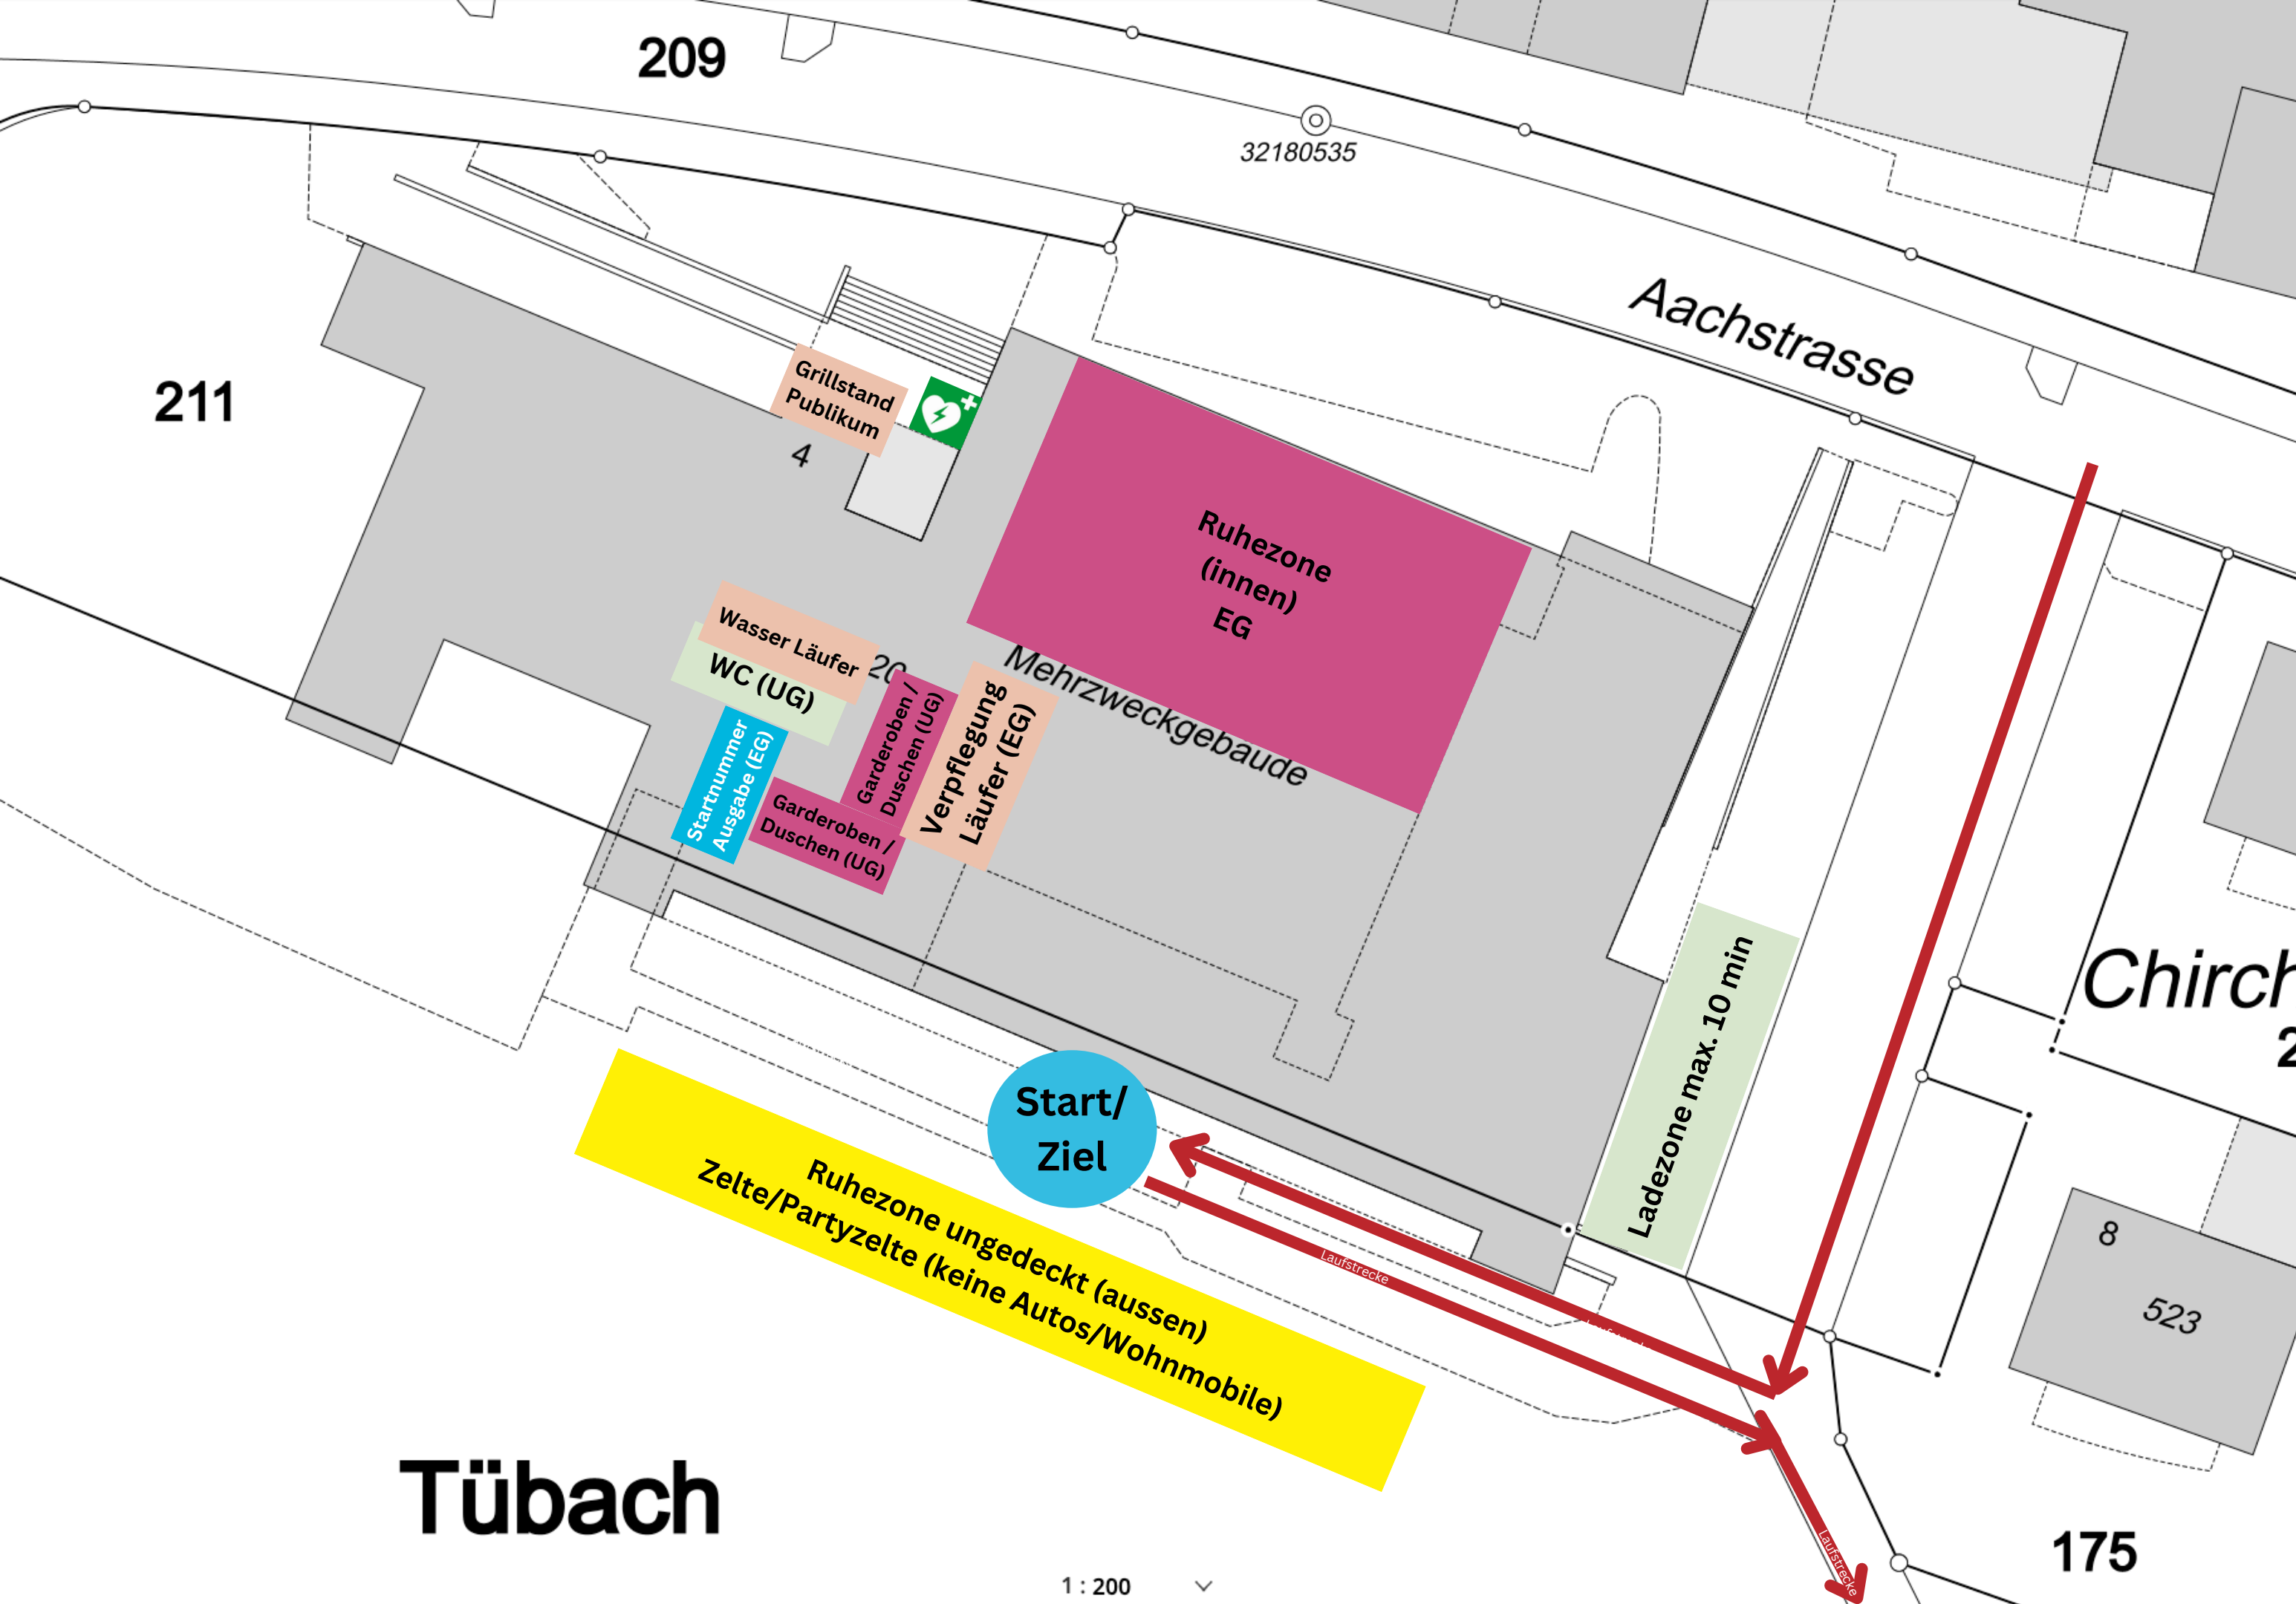 209
32180535
Aachstrasse
211
Grillstand
Publikum
4
Ruhezone
(innen)
EG
Wasser Läufer
WC (UG)
20
Garderoben /
Duschen (UG)
Verpflegung
Läufer (EG)
Mehrzweckgebäude
Startnummer
Ausgabe (EG)
Garderoben /
Duschen (UG)
Ladezone max. 10 min
Chirch
2
Start/
Ziel
Ruhezone ungedeckt (aussen)
Zelte/Partyzelte (keine Autos/Wohnmobile)
Laufstrecke
8
523
Tübach
Laufstrecke
175
1 : 200